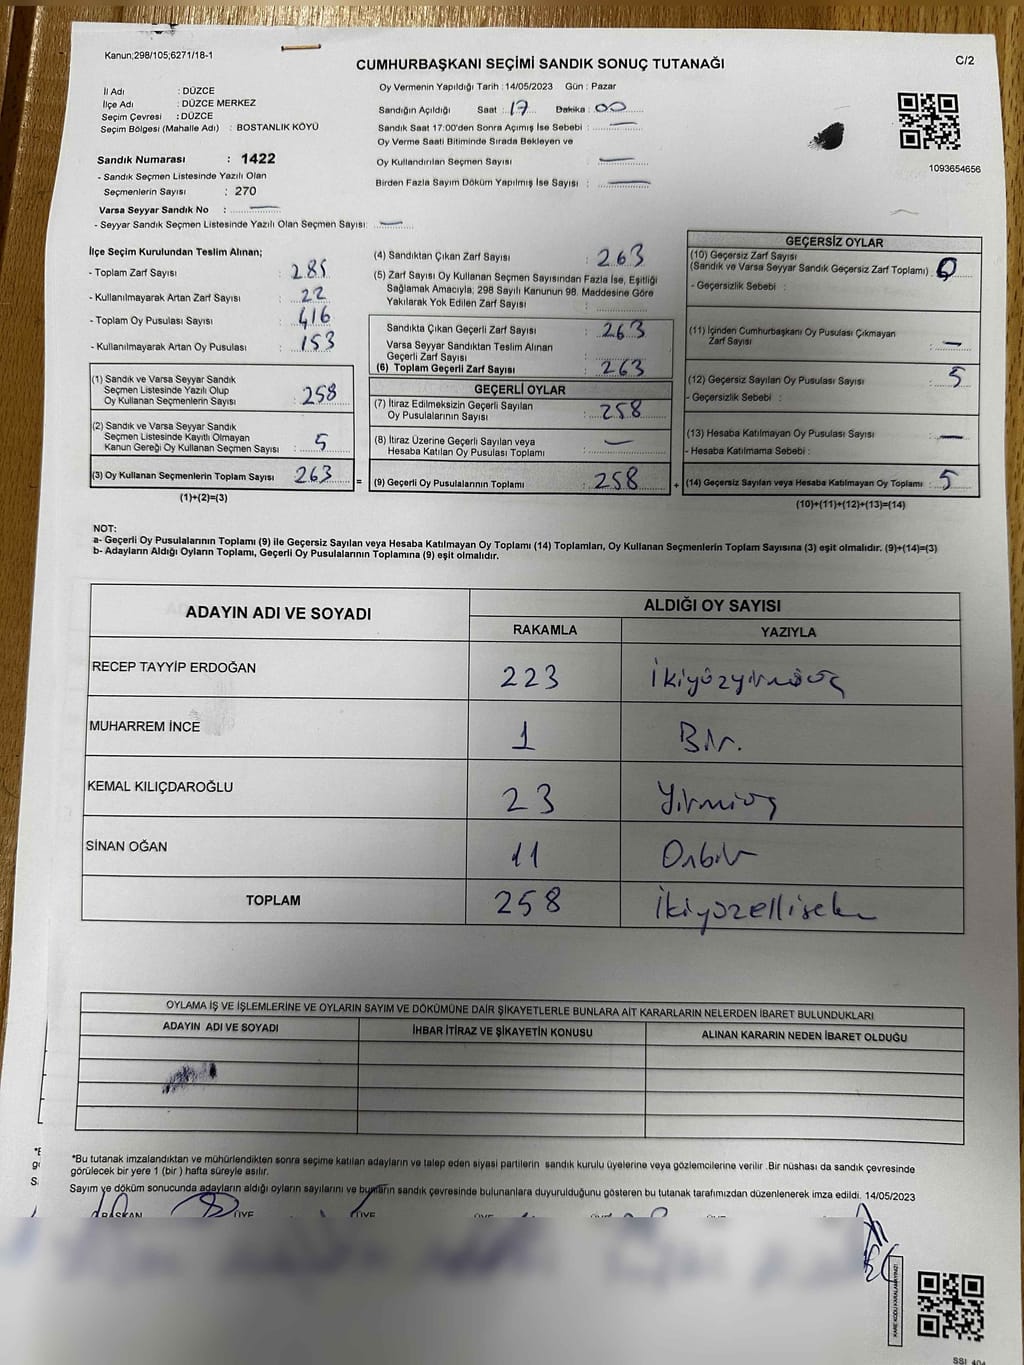 Kanun;298/105;6271/18-1
C/2
CUMHURBAŞKANI SEÇİMİ SANDIK SONUÇ TUTANAĞI
İl Adı : DÜZCE
İlçe Adı : DÜZCE MERKEZ
Seçim Çevresi : DÜZCE
Seçim Bölgesi (Mahalle Adı) : BOSTANLIK KÖYÜ
Sandık Numarası : 1422
- Sandık Seçmen Listesinde Yazılı Olan
Seçmenlerin Sayısı : 270
Varsa Seyyar Sandık No : —
- Seyyar Sandık Seçmen Listesinde Yazılı Olan Seçmen Sayısı: —
Oy Vermenin Yapıldığı Tarih : 14/05/2023 Gün : Pazar
Sandığın Açıldığı Saat : 17 Dakika : 00
Sandık Saat 17:00'den Sonra Açımış İse Sebebi : —
Oy Verme Saati Bitiminde Sırada Bekleyen ve
Oy Kullandırılan Seçmen Sayısı : —
Birden Fazla Sayım Döküm Yapılmış İse Sayısı : —
1093654656
İlçe Seçim Kurulundan Teslim Alınan;
- Toplam Zarf Sayısı : 285
- Kullanılmayarak Artan Zarf Sayısı : 22
- Toplam Oy Pusulası Sayısı : 416
- Kullanılmayarak Artan Oy Pusulası : 153
(1) Sandık ve Varsa Seyyar Sandık
Seçmen Listesinde Yazılı Olup
Oy Kullanan Seçmenlerin Sayısı : 258
(2) Sandık ve Varsa Seyyar Sandık
Seçmen Listesinde Kayıtlı Olmayan
Kanun Gereği Oy Kullanan Seçmen Sayısı : 5
(3) Oy Kullanan Seçmenlerin Toplam Sayısı : 263
(1)+(2)=(3)
(4) Sandıktan Çıkan Zarf Sayısı : 263
(5) Zarf Sayısı Oy Kullanan Seçmen Sayısından Fazla İse, Eşitliği
Sağlamak Amacıyla; 298 Sayılı Kanunun 98. Maddesine Göre
Yakılarak Yok Edilen Zarf Sayısı :
Sandıkta Çıkan Geçerli Zarf Sayısı : 263
Varsa Seyyar Sandıktan Teslim Alınan
Geçerli Zarf Sayısı :
(6) Toplam Geçerli Zarf Sayısı : 263
GEÇERLİ OYLAR
(7) İtiraz Edilmeksizin Geçerli Sayılan
Oy Pusulalarının Sayısı : 258
(8) İtiraz Üzerine Geçerli Sayılan veya
Hesaba Katılan Oy Pusulası Toplamı : —
(9) Geçerli Oy Pusulalarının Toplamı : 258
GEÇERSİZ OYLAR
(10) Geçersiz Zarf Sayısı
(Sandık ve Varsa Seyyar Sandık Geçersiz Zarf Toplamı) : 0
- Geçersizlik Sebebi :
(11) İçinden Cumhurbaşkanı Oy Pusulası Çıkmayan
Zarf Sayısı : —
(12) Geçersiz Sayılan Oy Pusulası Sayısı : 5
- Geçersizlik Sebebi :
(13) Hesaba Katılmayan Oy Pusulası Sayısı : —
- Hesaba Katılmama Sebebi :
(14) Geçersiz Sayılan veya Hesaba Katılmayan Oy Toplamı : 5
(10)+(11)+(12)+(13)=(14)
NOT:
a- Geçerli Oy Pusulalarının Toplamı (9) ile Geçersiz Sayılan veya Hesaba Katılmayan Oy Toplamı (14) Toplamları, Oy Kullanan Seçmenlerin Toplam Sayısına (3) eşit olmalıdır. (9)+(14)=(3)
b- Adayların Aldığı Oyların Toplamı, Geçerli Oy Pusulalarının Toplamına (9) eşit olmalıdır.
ADAYIN ADI VE SOYADI
ALDIĞI OY SAYISI
RAKAMLA YAZIYLA
RECEP TAYYİP ERDOĞAN 223 İkiyüzyirmiüç
MUHARREM İNCE 1 Bir.
KEMAL KILIÇDAROĞLU 23 Yirmiüç
SİNAN OĞAN 11 Onbir
TOPLAM 258 İkiyüzellisekiz
OYLAMA İŞ VE İŞLEMLERİNE VE OYLARIN SAYIM VE DÖKÜMÜNE DAİR ŞİKAYETLERLE BUNLARA AİT KARARLARIN NELERDEN İBARET BULUNDUKLARI
ADAYIN ADI VE SOYADI İHBAR İTİRAZ VE ŞİKAYETİN KONUSU ALINAN KARARIN NEDEN İBARET OLDUĞU
*Bu tutanak imzalandıktan ve mühürlendikten sonra seçime katılan adayların ve talep eden siyasi partilerin sandık kurulu üyelerine veya gözlemcilerine verilir .Bir nüshası da sandık çevresinde
görülecek bir yere 1 (bir ) hafta süreyle asılır.
Sayım ve döküm sonucunda adayların aldığı oyların sayılarını ve bunların sandık çevresinde bulunanlara duyurulduğunu gösteren bu tutanak tarafımızdan düzenlenerek imza edildi. 14/05/2023
BAŞKAN ÜYE ÜYE ÜYE ÜYE ÜYE
KARE KODU KARALAMAYINIZ!